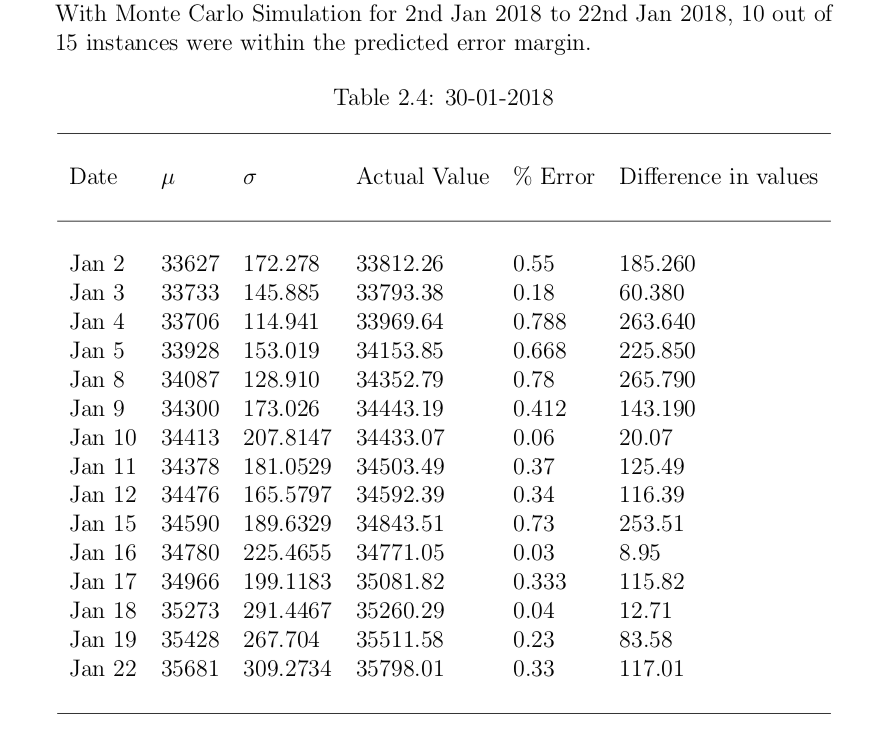 With Monte Carlo Simulation for 2nd Jan 2018 to 22nd Jan 2018, 10 out of
15 instances were within the predicted error margin.
Table 2.4: 30-01-2018
Date μ σ Actual Value % Error Difference in values
Jan 2 33627 172.278 33812.26 0.55 185.260
Jan 3 33733 145.885 33793.38 0.18 60.380
Jan 4 33706 114.941 33969.64 0.788 263.640
Jan 5 33928 153.019 34153.85 0.668 225.850
Jan 8 34087 128.910 34352.79 0.78 265.790
Jan 9 34300 173.026 34443.19 0.412 143.190
Jan 10 34413 207.8147 34433.07 0.06 20.07
Jan 11 34378 181.0529 34503.49 0.37 125.49
Jan 12 34476 165.5797 34592.39 0.34 116.39
Jan 15 34590 189.6329 34843.51 0.73 253.51
Jan 16 34780 225.4655 34771.05 0.03 8.95
Jan 17 34966 199.1183 35081.82 0.333 115.82
Jan 18 35273 291.4467 35260.29 0.04 12.71
Jan 19 35428 267.704 35511.58 0.23 83.58
Jan 22 35681 309.2734 35798.01 0.33 117.01